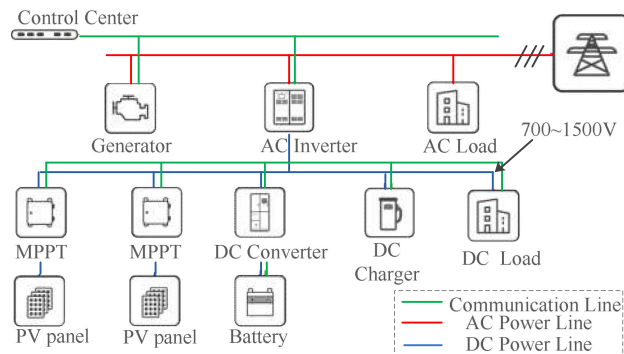 Control Center
Generator
AC Inverter
AC Load
700~1500V
MPPT
MPPT
DC Converter
DC
Charger
DC Load
PV panel
PV panel
Battery
Communication Line
AC Power Line
DC Power Line